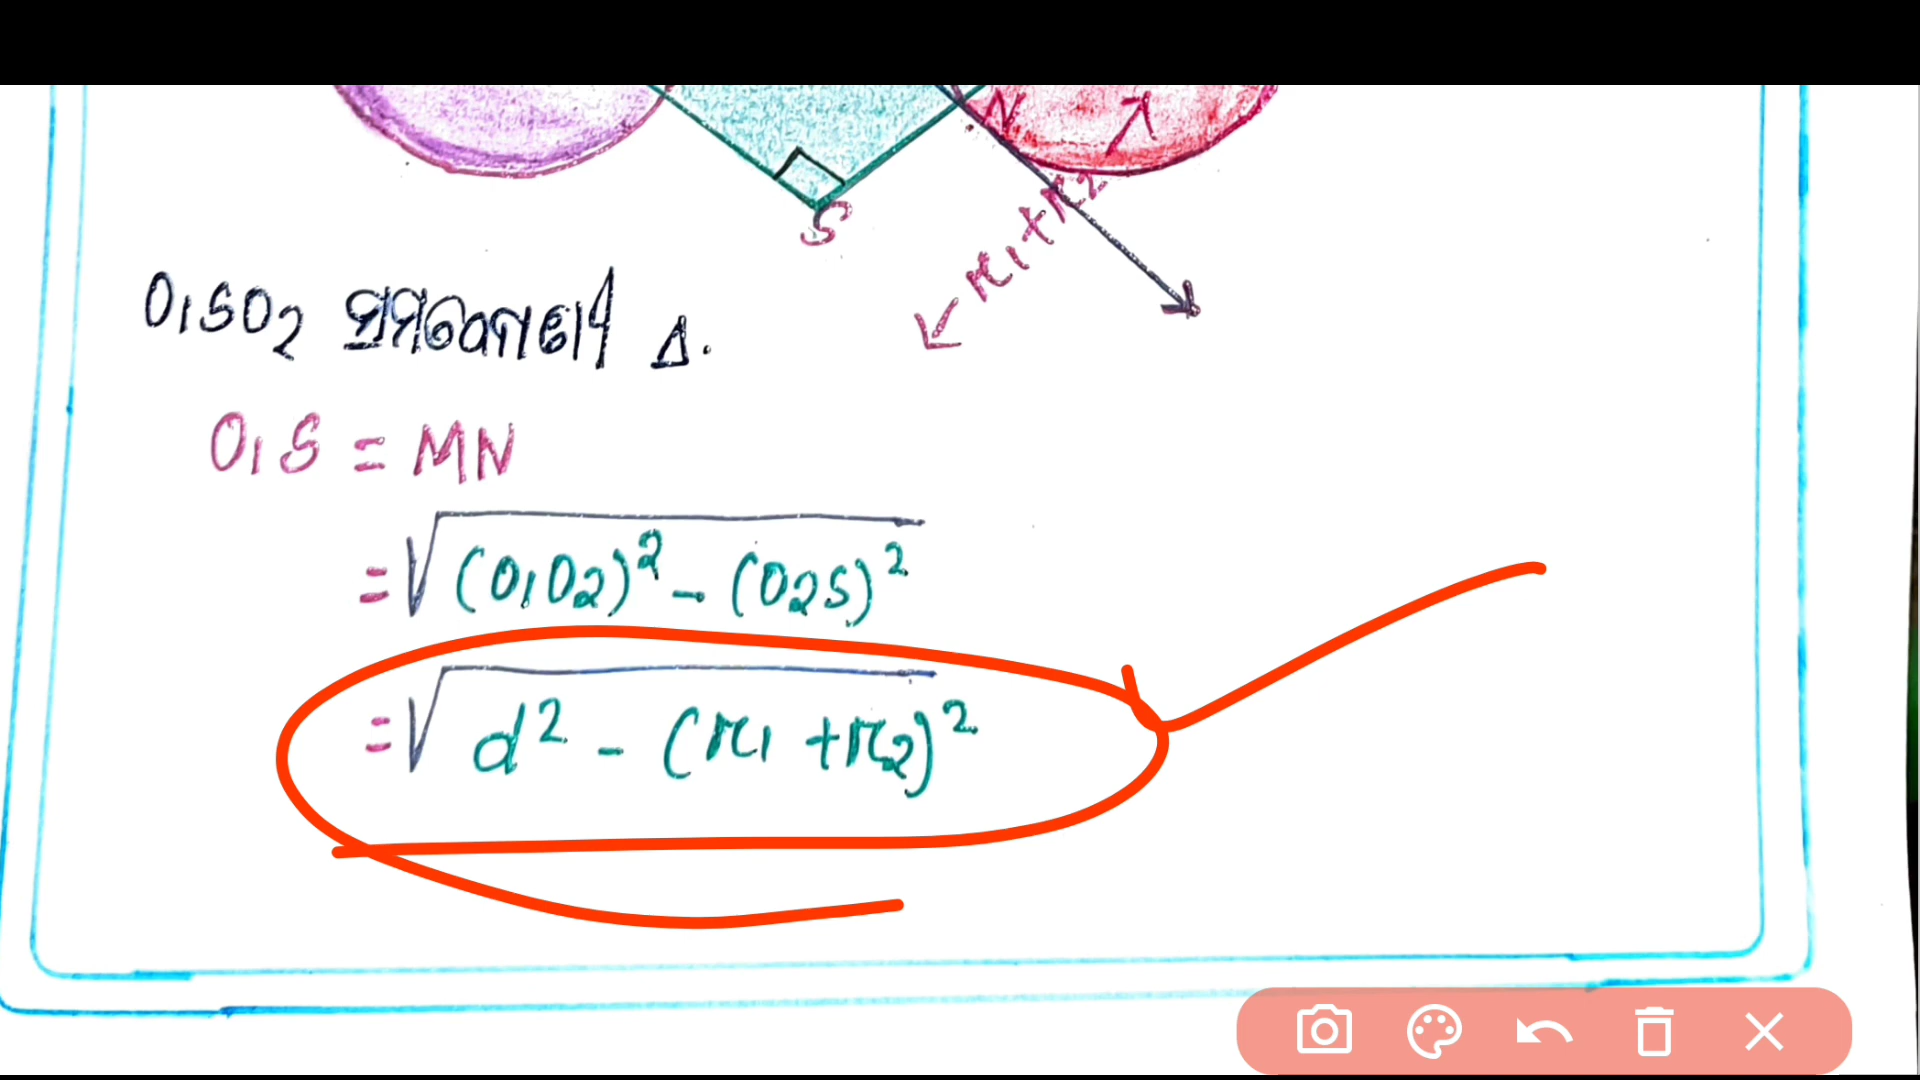 N
S
r1+r2
O1SO2 ସମକୋଣୀ Δ.
O1S = MN
= √(O1O2)² - (O2S)²
= √d² - (r1 + r2)²